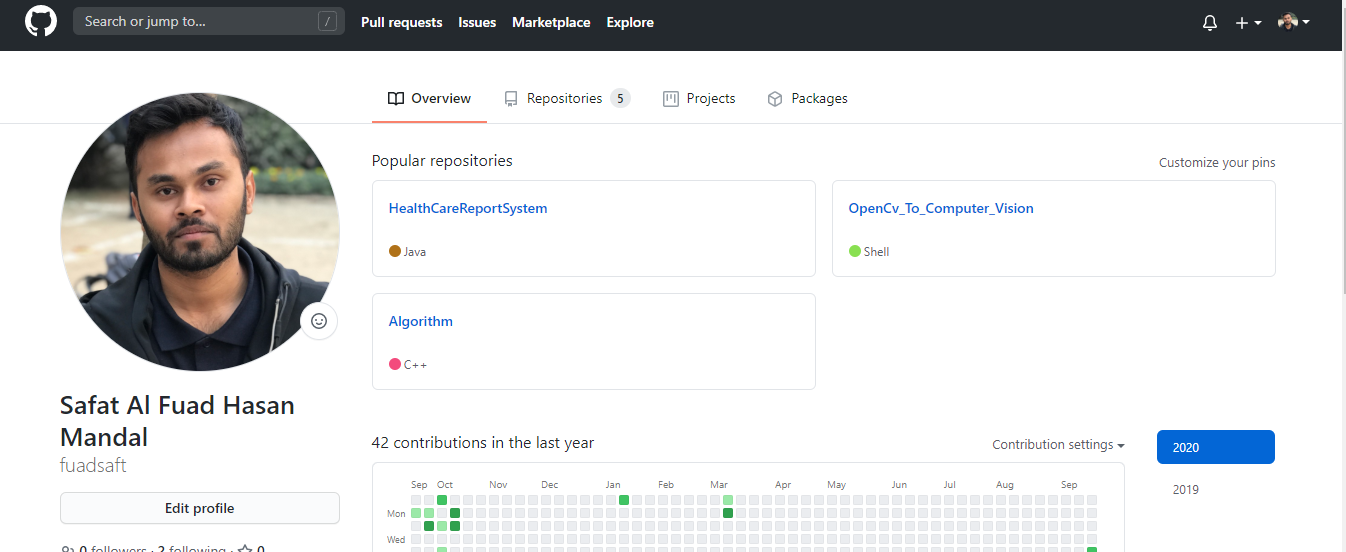 Search or jump to... /
Pull requests
Issues
Marketplace
Explore
Overview
Repositories 5
Projects
Packages
Popular repositories
Customize your pins
HealthCareReportSystem
Java
OpenCv_To_Computer_Vision
Shell
Algorithm
C++
Safat Al Fuad Hasan
Mandal
fuadsaft
Edit profile
0 followers · 2 following · 0
42 contributions in the last year
Contribution settings
2020
2019
Sep Oct Nov Dec Jan Feb Mar Apr May Jun Jul Aug Sep
Mon
Wed